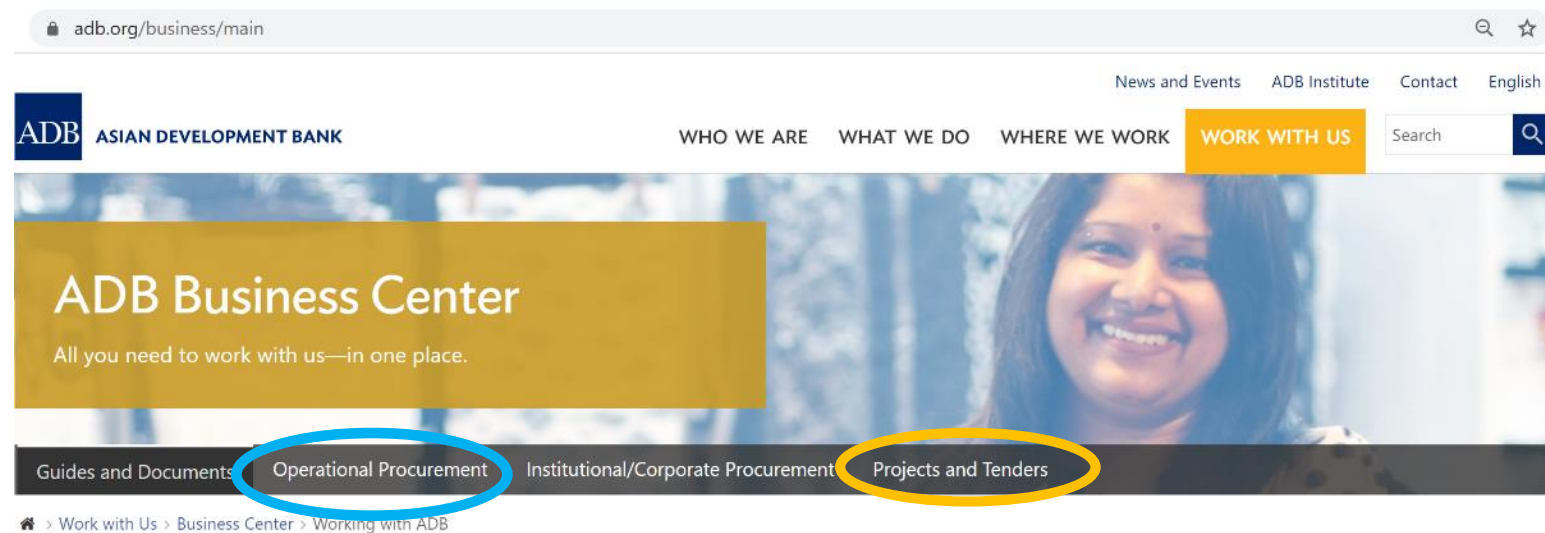 adb.org/business/main
News and Events ADB Institute Contact English
ADB ASIAN DEVELOPMENT BANK WHO WE ARE WHAT WE DO WHERE WE WORK WORK WITH US Search
ADB Business Center
All you need to work with us—in one place.
Guides and Documents Operational Procurement Institutional/Corporate Procurement Projects and Tenders
> Work with Us > Business Center > Working with ADB